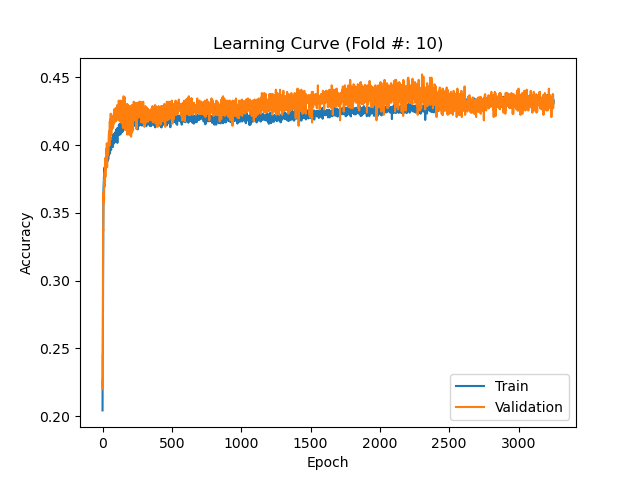 Learning Curve (Fold #: 10)
0.45
0.40
0.35
0.30
0.25
0.20
Accuracy
0 500 1000 1500 2000 2500 3000
Epoch
Train
Validation